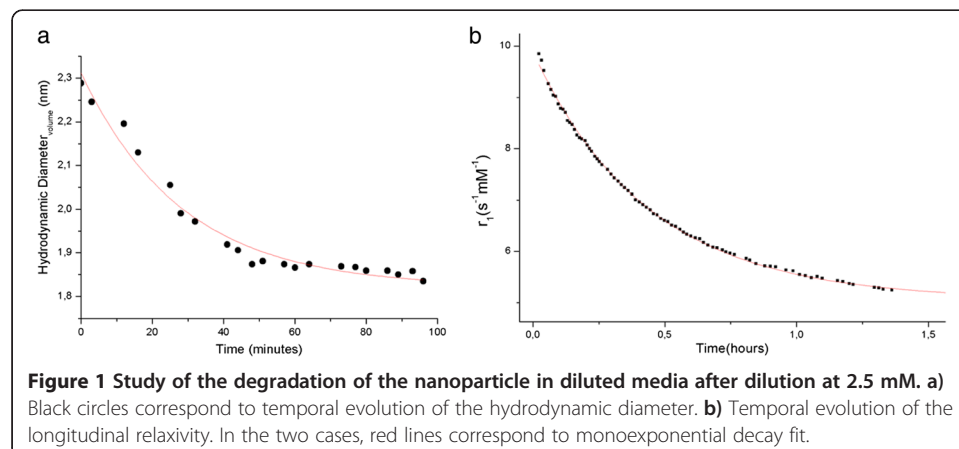 a
b
2,3
2,2
2,1
2,0
1,9
1,8
Hydrodynamic Diameter volume (nm)
0
20
40
60
80
100
Time (minutes)
10
8
6
r1(s-1mM-1)
0,0
0,5
1,0
1,5
Time(hours)
Figure 1 Study of the degradation of the nanoparticle in diluted media after dilution at 2.5 mM. a)
Black circles correspond to temporal evolution of the hydrodynamic diameter. b) Temporal evolution of the
longitudinal relaxivity. In the two cases, red lines correspond to monoexponential decay fit.